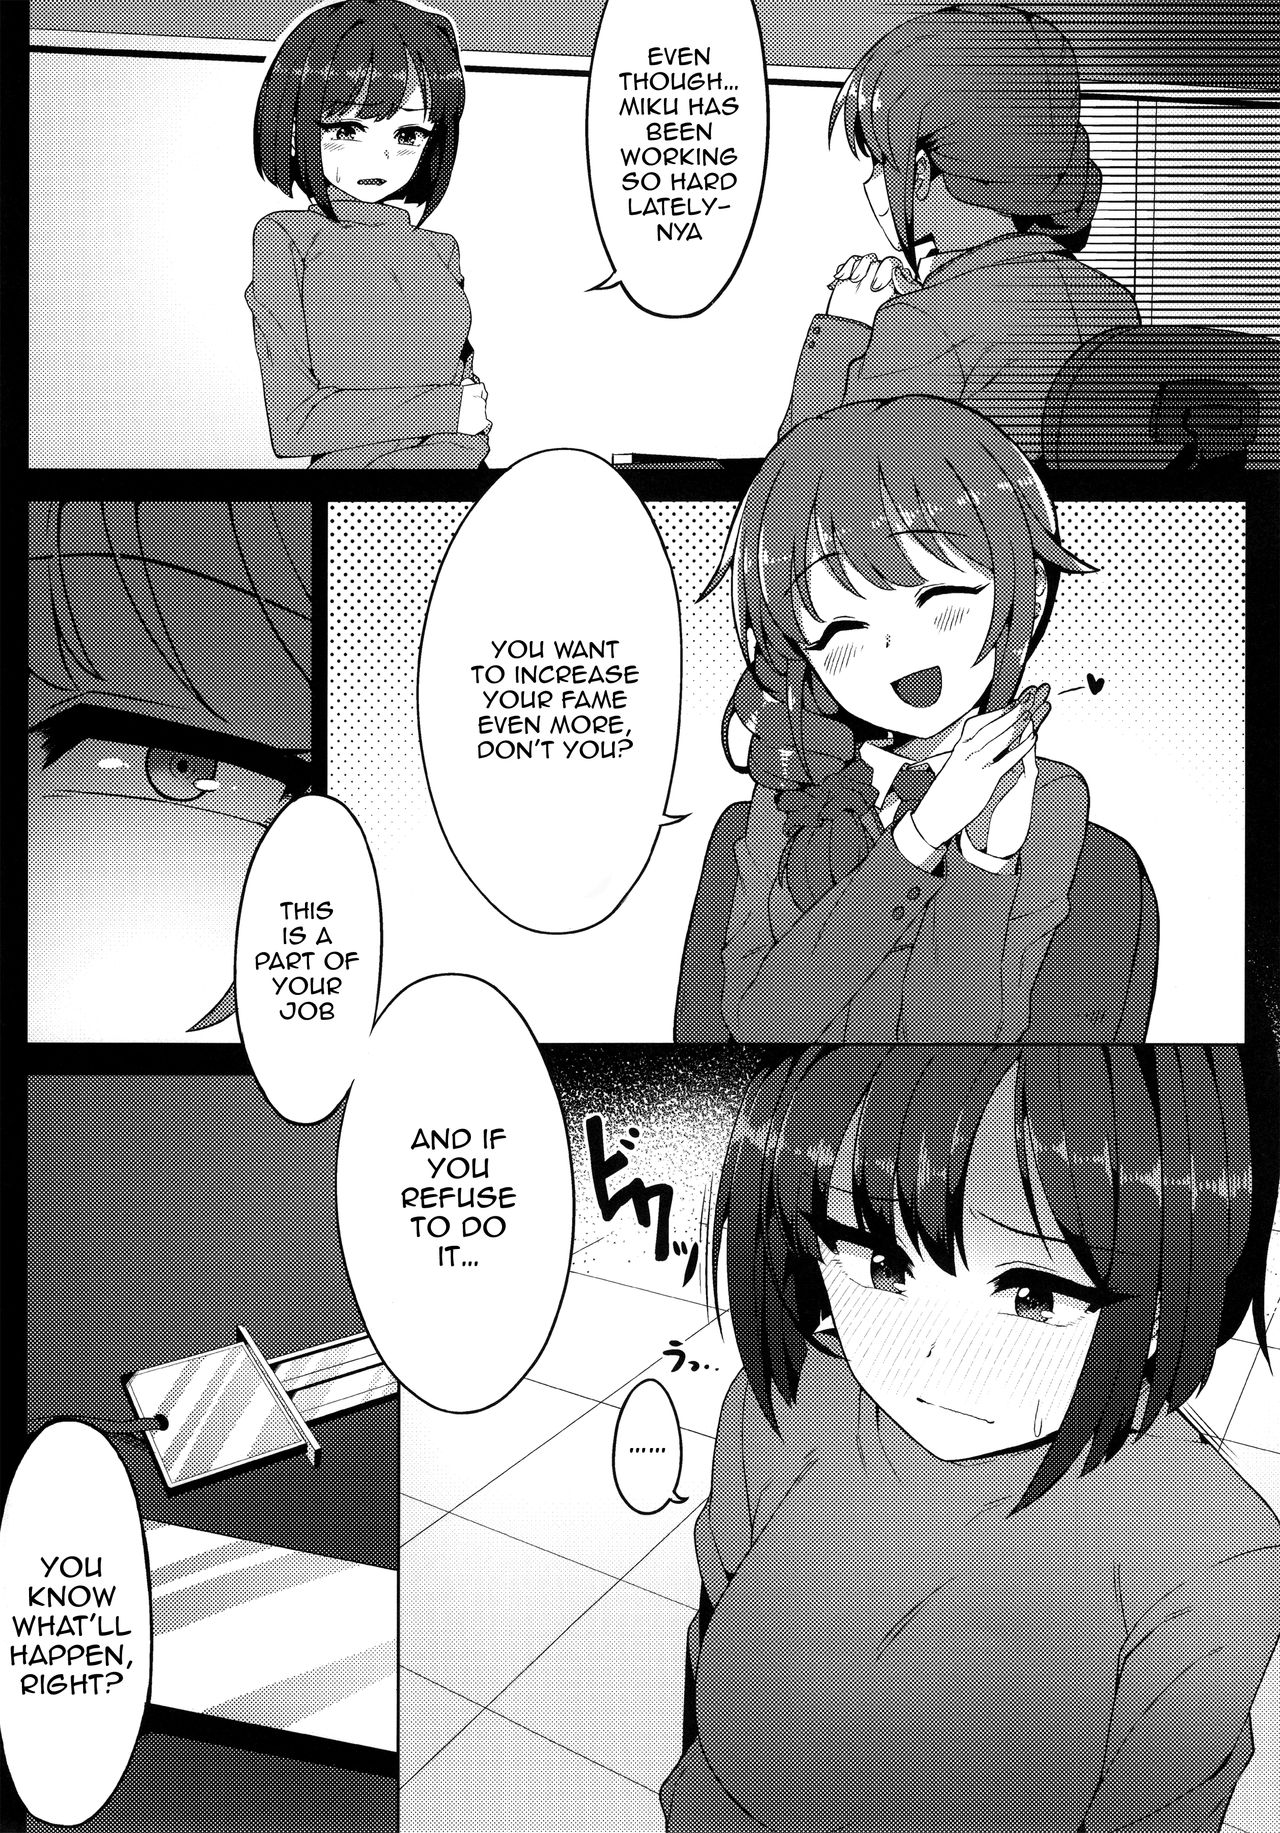 EVEN
THOUGH...
MIKU HAS
BEEN
WORKING
SO HARD
LATELY-
NYA
YOU WANT
TO INCREASE
YOUR FAME
EVEN MORE,
DON'T YOU?
THIS
IS A
PART OF
YOUR
JOB
AND IF
YOU
REFUSE
TO DO
IT...
ドクッ
うっ..
......
YOU
KNOW
WHAT'LL
HAPPEN,
RIGHT?